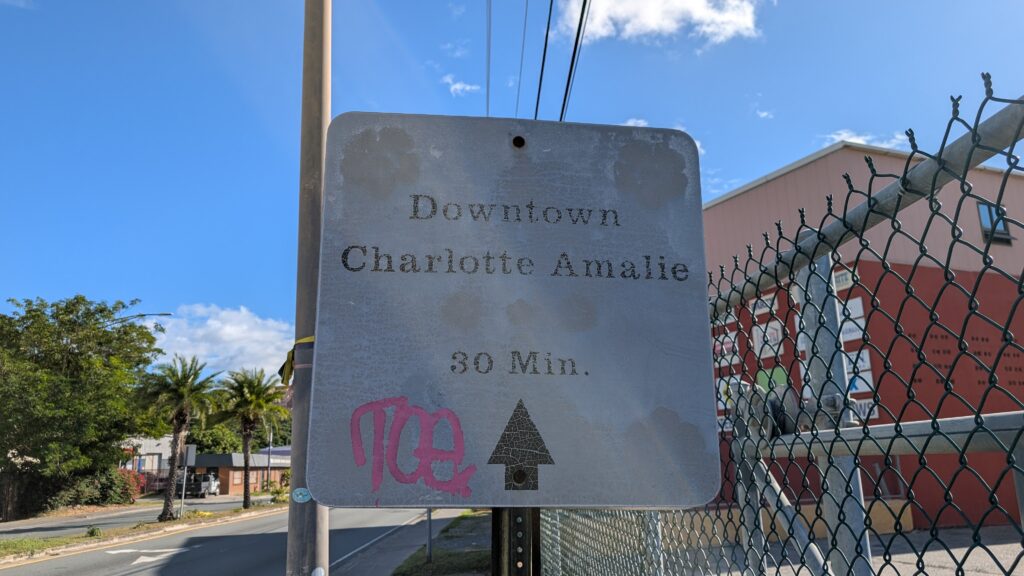 Downtown
Charlotte Amalie
30 Min.